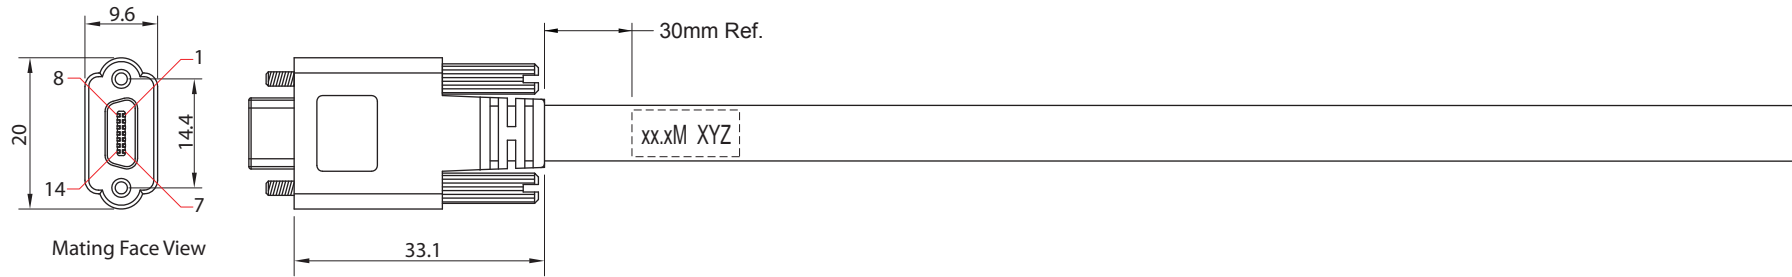 9.6
30mm Ref.
1
8
20
14.4
xx.xM XYZ
14
7
Mating Face View
33.1